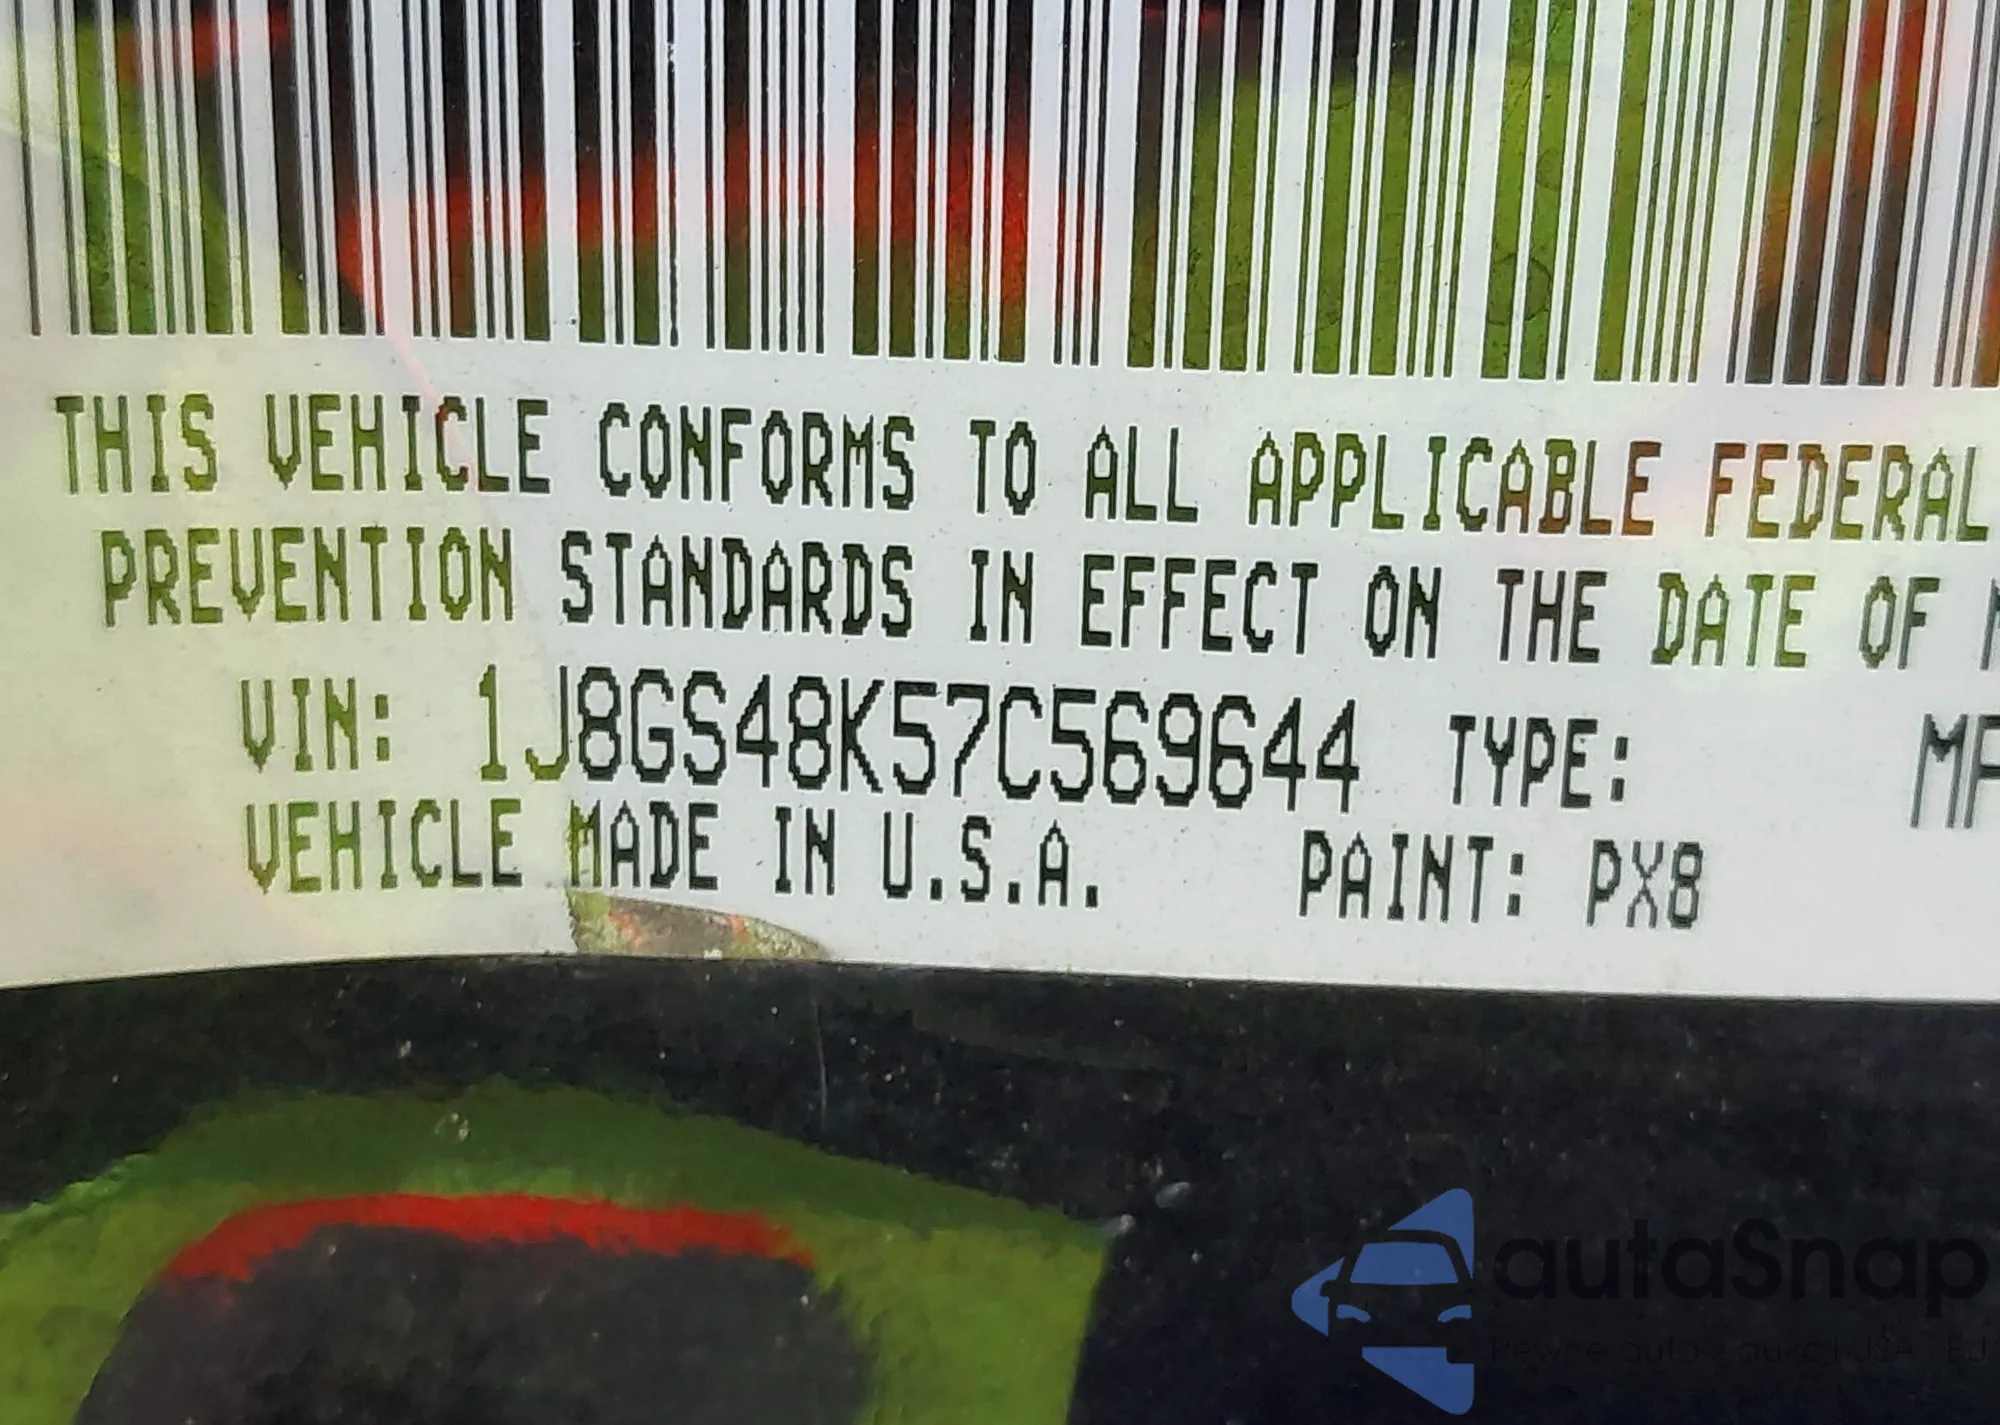 THIS VEHICLE CONFORMS TO ALL APPLICABLE FEDERAL
PREVENTION STANDARDS IN EFFECT ON THE DATE OF
VIN: 1J8GS48K57C569644 TYPE:
VEHICLE MADE IN U.S.A. PAINT: PX8
autaSnap